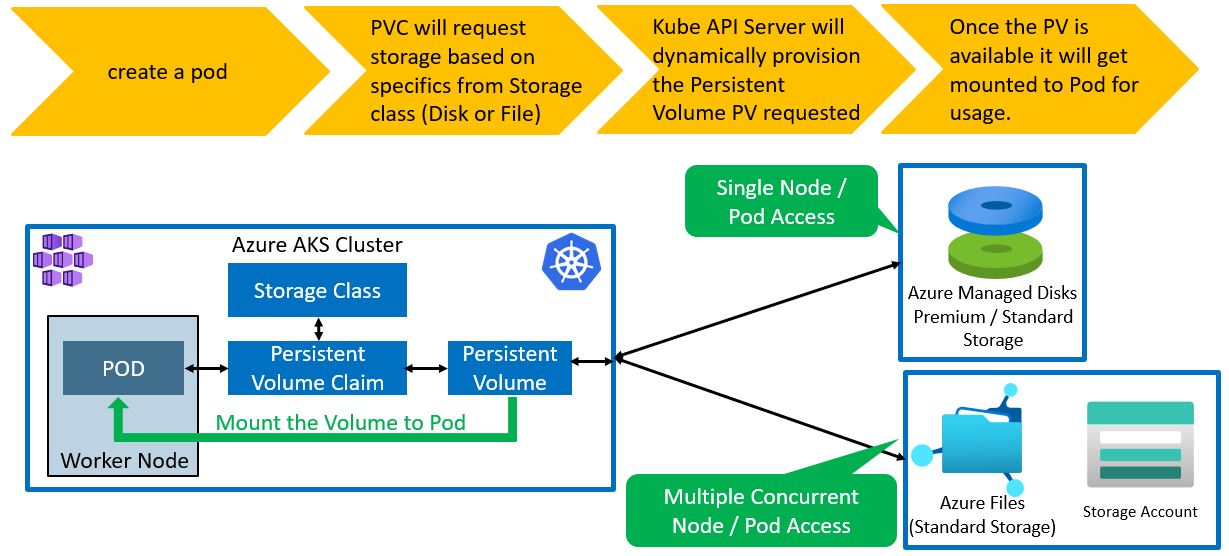 create a pod
PVC will request
storage based on
specifics from Storage
class (Disk or File)
Kube API Server will
dynamically provision
the Persistent
Volume PV requested
Once the PV is
available it will get
mounted to Pod for
usage.
Single Node /
Pod Access
Azure Managed Disks
Premium / Standard
Storage
Azure AKS Cluster
Storage Class
POD
Persistent
Volume Claim
Persistent
Volume
Mount the Volume to Pod
Worker Node
Multiple Concurrent
Node / Pod Access
Azure Files
(Standard Storage)
Storage Account